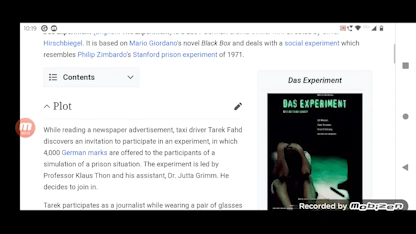 10:19
Hirschbiegel. It is based on Mario Giordano's novel Black Box and deals with a social experiment which
resembles Philip Zimbardo's Stanford prison experiment of 1971.
Contents
Plot
While reading a newspaper advertisement, taxi driver Tarek Fahd
discovers an invitation to participate in an experiment, in which
4,000 German marks are offered to the participants of a
simulation of a prison situation. The experiment is led by
Professor Klaus Thon and his assistant, Dr. Jutta Grimm. He
decides to join in.
Tarek participates as a journalist while wearing a pair of glasses
Das Experiment
DAS EXPERIMENT
Recorded by Mobizen